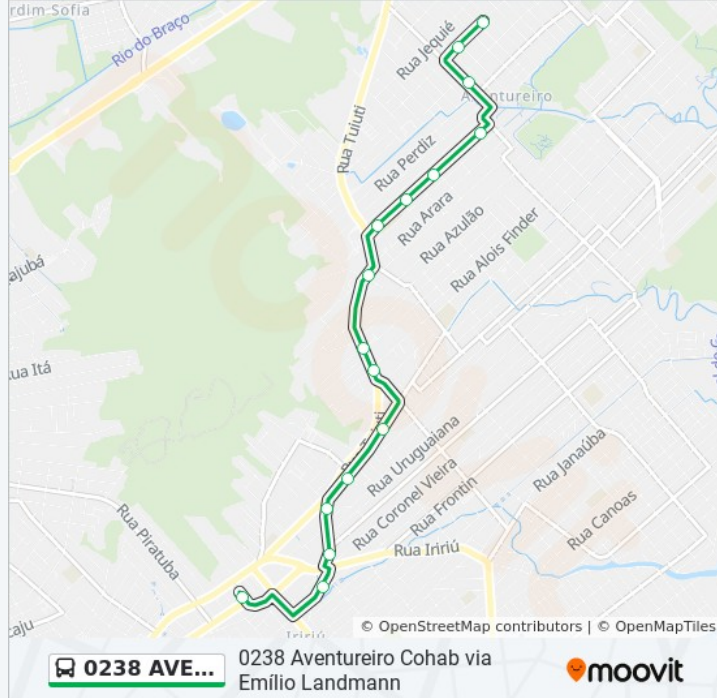 rdim Sofia
Rio do Braço
Rua Jequié
Aventureiro
Rua Tuiuti
Rua Perdiz
Rua Arara
Rua Azulão
Rua Alois Finder
ajubá
ua Itá
Rua Uruguaiana
Rua Coronel Vieira
Rua Frontin
Rua Janaúba
Rua Canoas
Rua Piratuba
Rua Iririú
caju
Iririú
© OpenStreetMap contributors | © OpenMapTiles
0238 AVE...
0238 Aventureiro Cohab via
Emílio Landmann
moovit